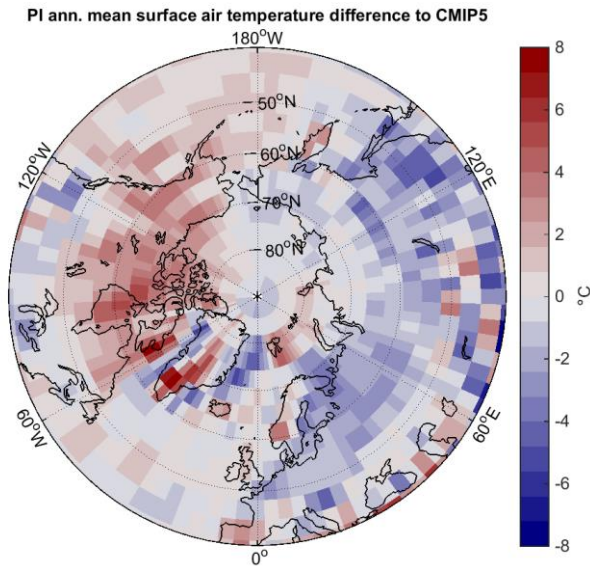 PI ann. mean surface air temperature difference to CMIP5
180°W
50°N
60°N
70°N
80°N
120°W
120°E
60°W
60°E
0°
8
6
4
2
0
-2
-4
-6
-8
°C